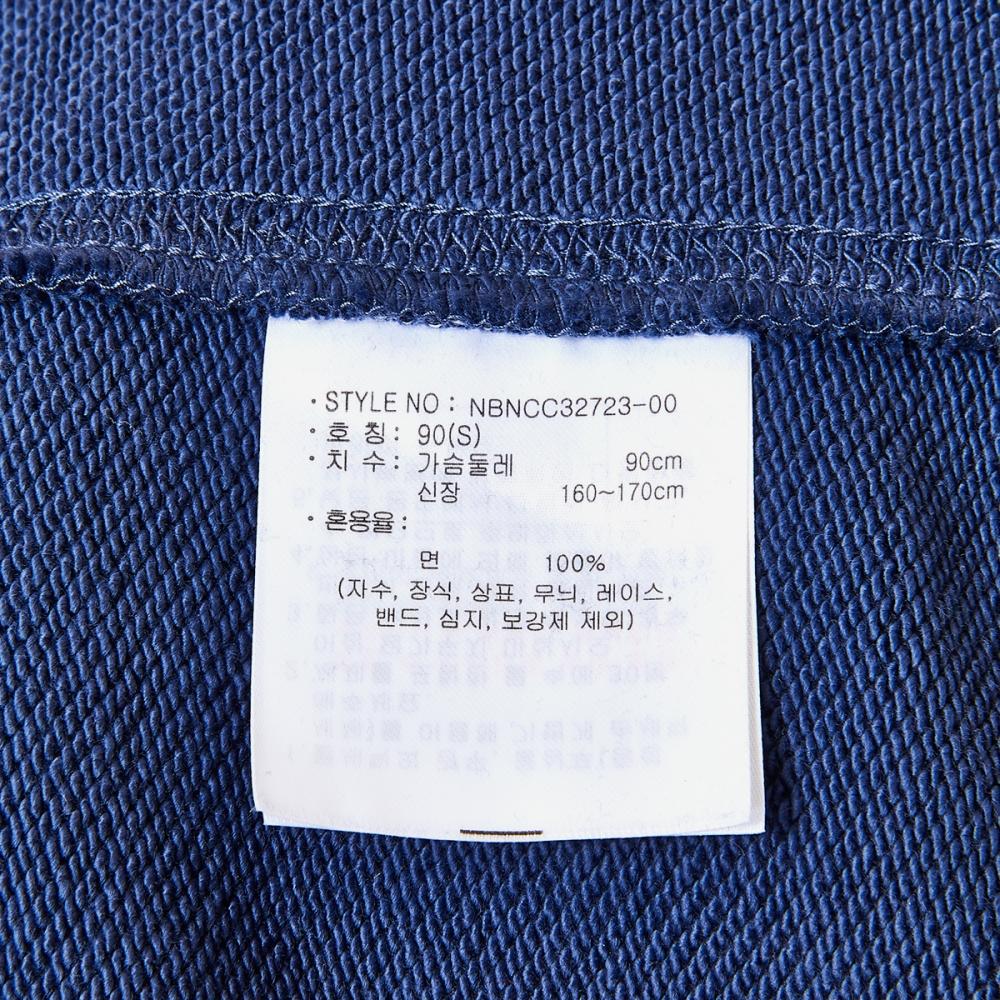 · STYLE NO : NBNCC32723-00
· 호 칭 : 90(S)
· 치 수 : 가슴둘레 90cm
신장 160~170cm
· 혼용율 :
면 100%
(자수, 장식, 상표, 무늬, 레이스,
밴드, 심지, 보강제 제외)